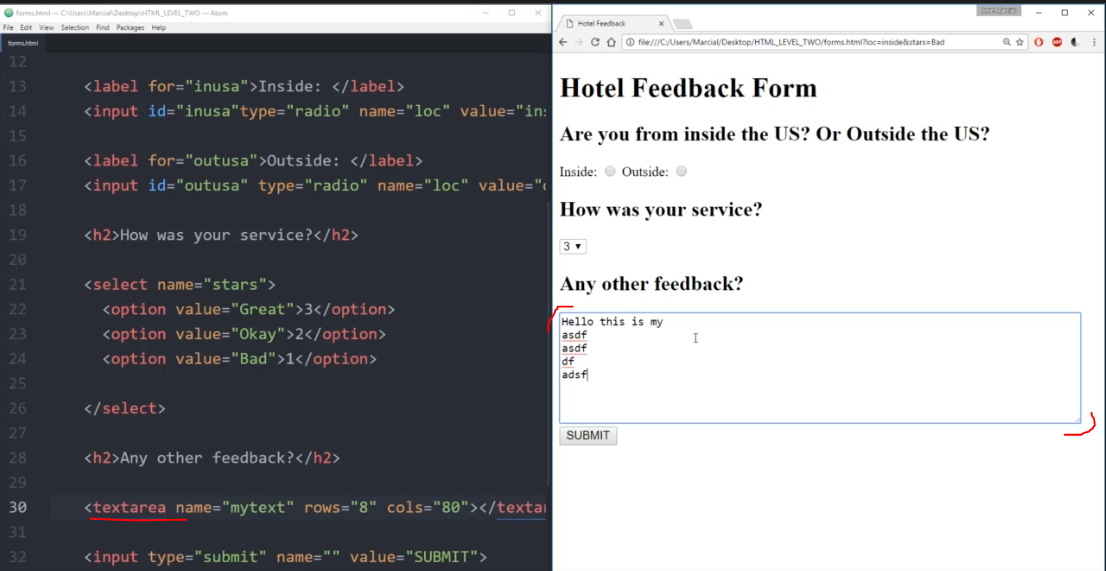 forms.html — C:\Users\Marcial\Desktop\HTML_LEVEL_TWO — Atom
File Edit View Selection Find Packages Help
forms.html
12
13 <label for="inusa">Inside: </label>
14 <input id="inusa"type="radio" name="loc" value="ins
15
16 <label for="outusa">Outside: </label>
17 <input id="outusa" type="radio" name="loc" value="o
18
19 <h2>How was your service?</h2>
20
21 <select name="stars">
22 <option value="Great">3</option>
23 <option value="Okay">2</option>
24 <option value="Bad">1</option>
25
26 </select>
27
28 <h2>Any other feedback?</h2>
29
30 <textarea name="mytext" rows="8" cols="80"></textar
31
32 <input type="submit" name="" value="SUBMIT">
Jose Marcial
Hotel Feedback
file:///C:/Users/Marcial/Desktop/HTML_LEVEL_TWO/forms.html?loc=inside&stars=Bad
Hotel Feedback Form
Are you from inside the US? Or Outside the US?
Inside: Outside:
How was your service?
3
Any other feedback?
Hello this is my
asdf
asdf
df
adsf
SUBMIT